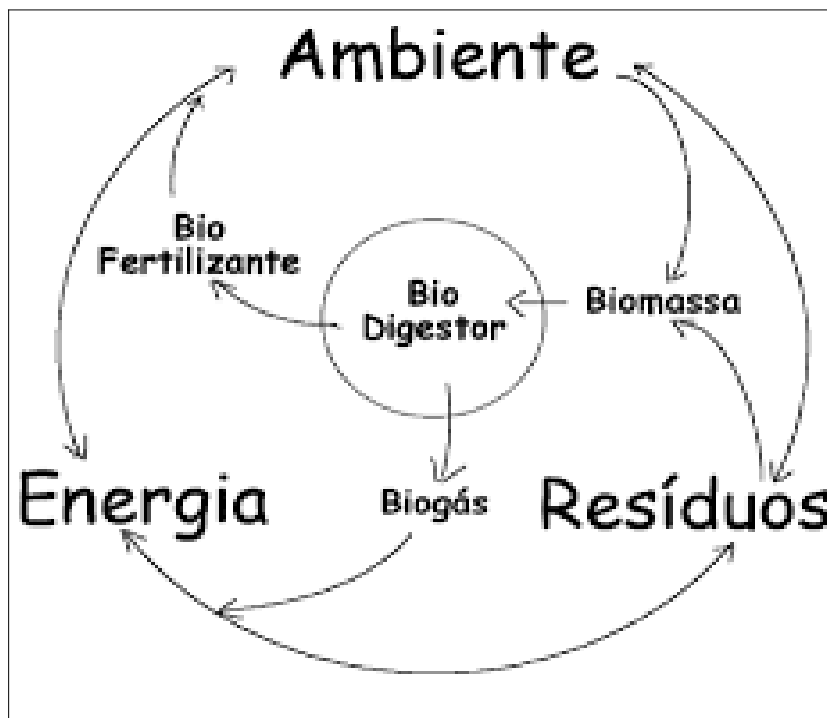 Ambiente
Bio
Fertilizante
Bio
Digestor
Biomassa
Energia
Biogás
Resíduos